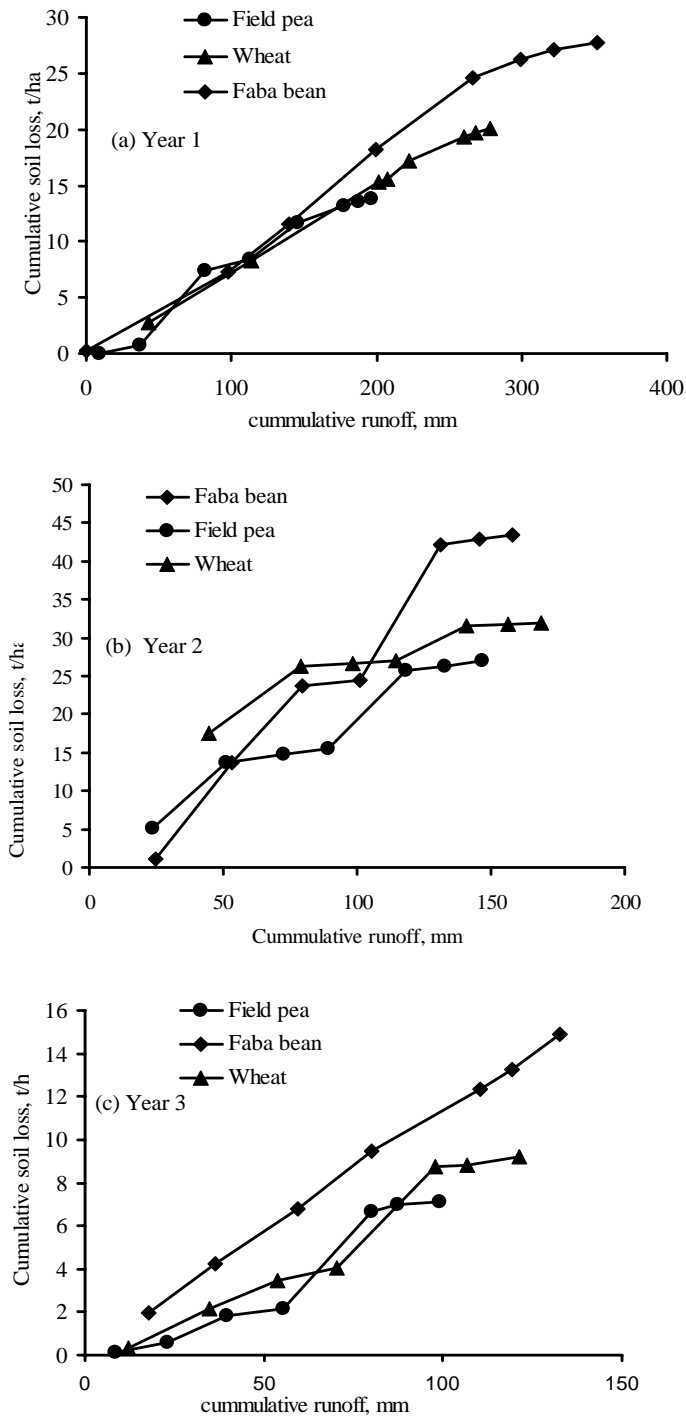 Field pea
Wheat
Faba bean
(a) Year 1
Cumulative soil loss, t/ha
30
25
20
15
10
5
0
0 100 200 300 400
cummulative runoff, mm
Faba bean
Field pea
Wheat
(b) Year 2
Cumulative soil loss, t/ha
50
45
40
35
30
25
20
15
10
5
0
0 50 100 150 200
Cummulative runoff, mm
Field pea
Faba bean
Wheat
(c) Year 3
Cumulative soil loss, t/h
16
14
12
10
8
6
4
2
0
0 50 100 150
cummulative runoff, mm